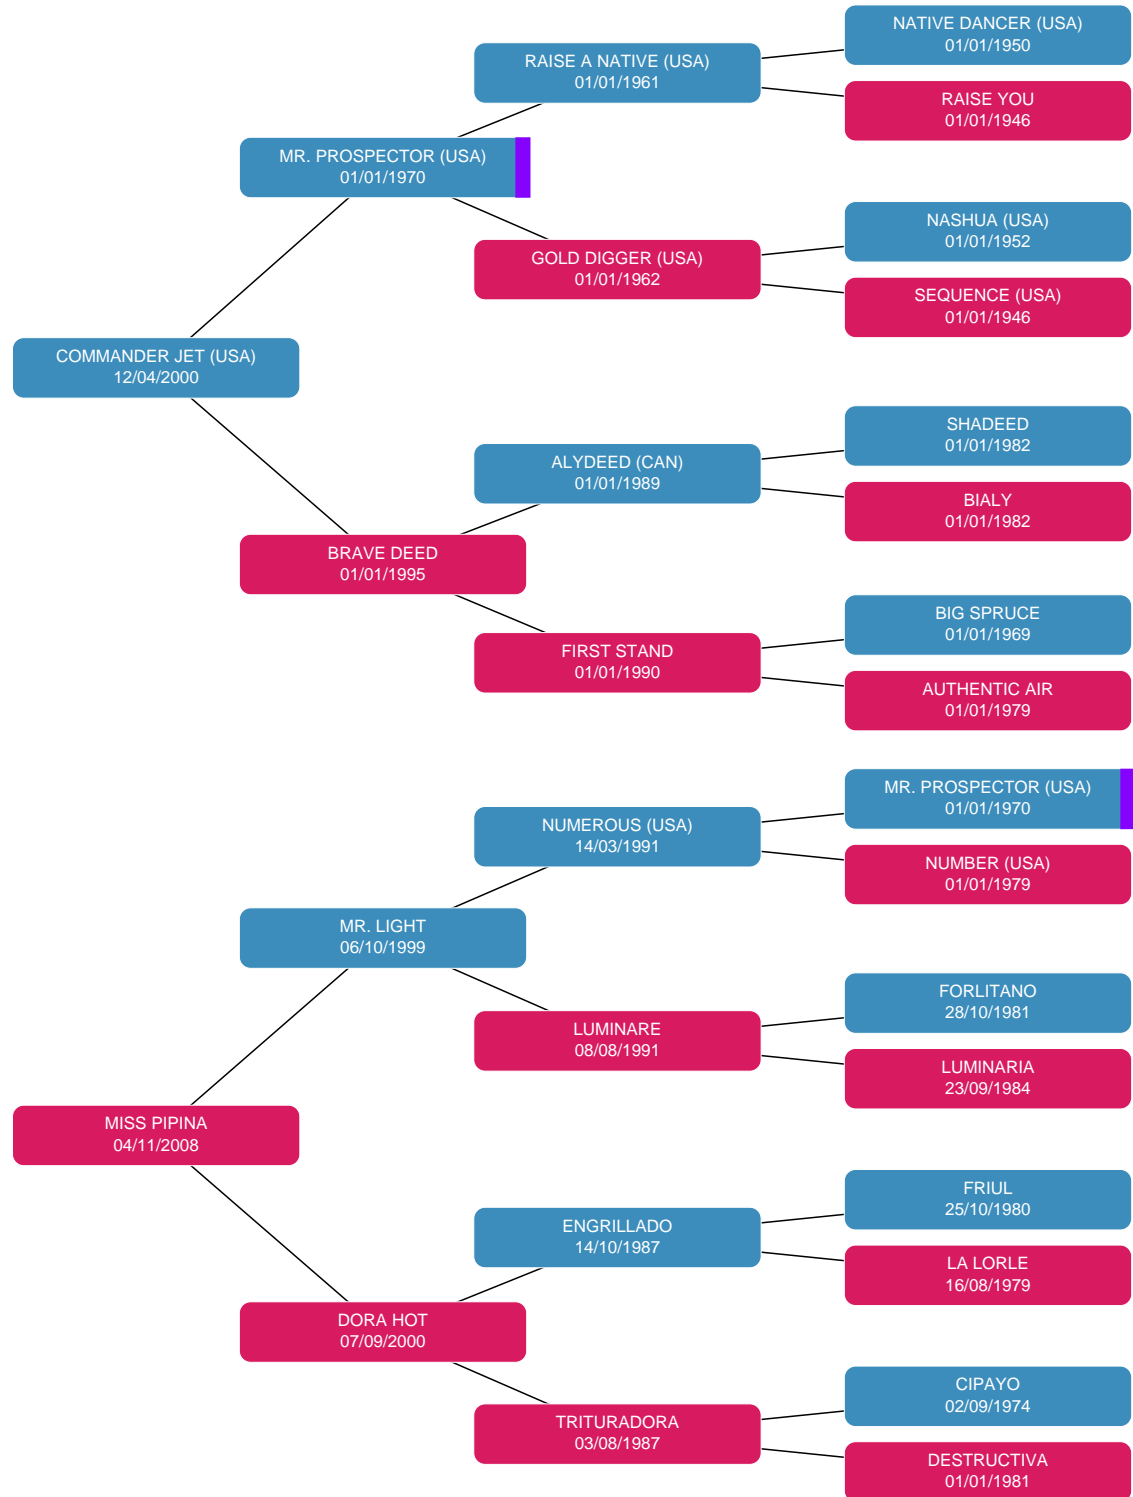 NATIVE DANCER (USA)
01/01/1950
RAISE A NATIVE (USA)
01/01/1961
RAISE YOU
01/01/1946
MR. PROSPECTOR (USA)
01/01/1970
NASHUA (USA)
01/01/1952
GOLD DIGGER (USA)
01/01/1962
SEQUENCE (USA)
01/01/1946
COMMANDER JET (USA)
12/04/2000
SHADEED
01/01/1982
ALYDEED (CAN)
01/01/1989
BIALY
01/01/1982
BRAVE DEED
01/01/1995
BIG SPRUCE
01/01/1969
FIRST STAND
01/01/1990
AUTHENTIC AIR
01/01/1979
MR. PROSPECTOR (USA)
01/01/1970
NUMEROUS (USA)
14/03/1991
NUMBER (USA)
01/01/1979
MR. LIGHT
06/10/1999
FORLITANO
28/10/1981
LUMINARE
08/08/1991
LUMINARIA
23/09/1984
MISS PIPINA
04/11/2008
FRIUL
25/10/1980
ENGRILLADO
14/10/1987
LA LORLE
16/08/1979
DORA HOT
07/09/2000
CIPAYO
02/09/1974
TRITURADORA
03/08/1987
DESTRUCTIVA
01/01/1981